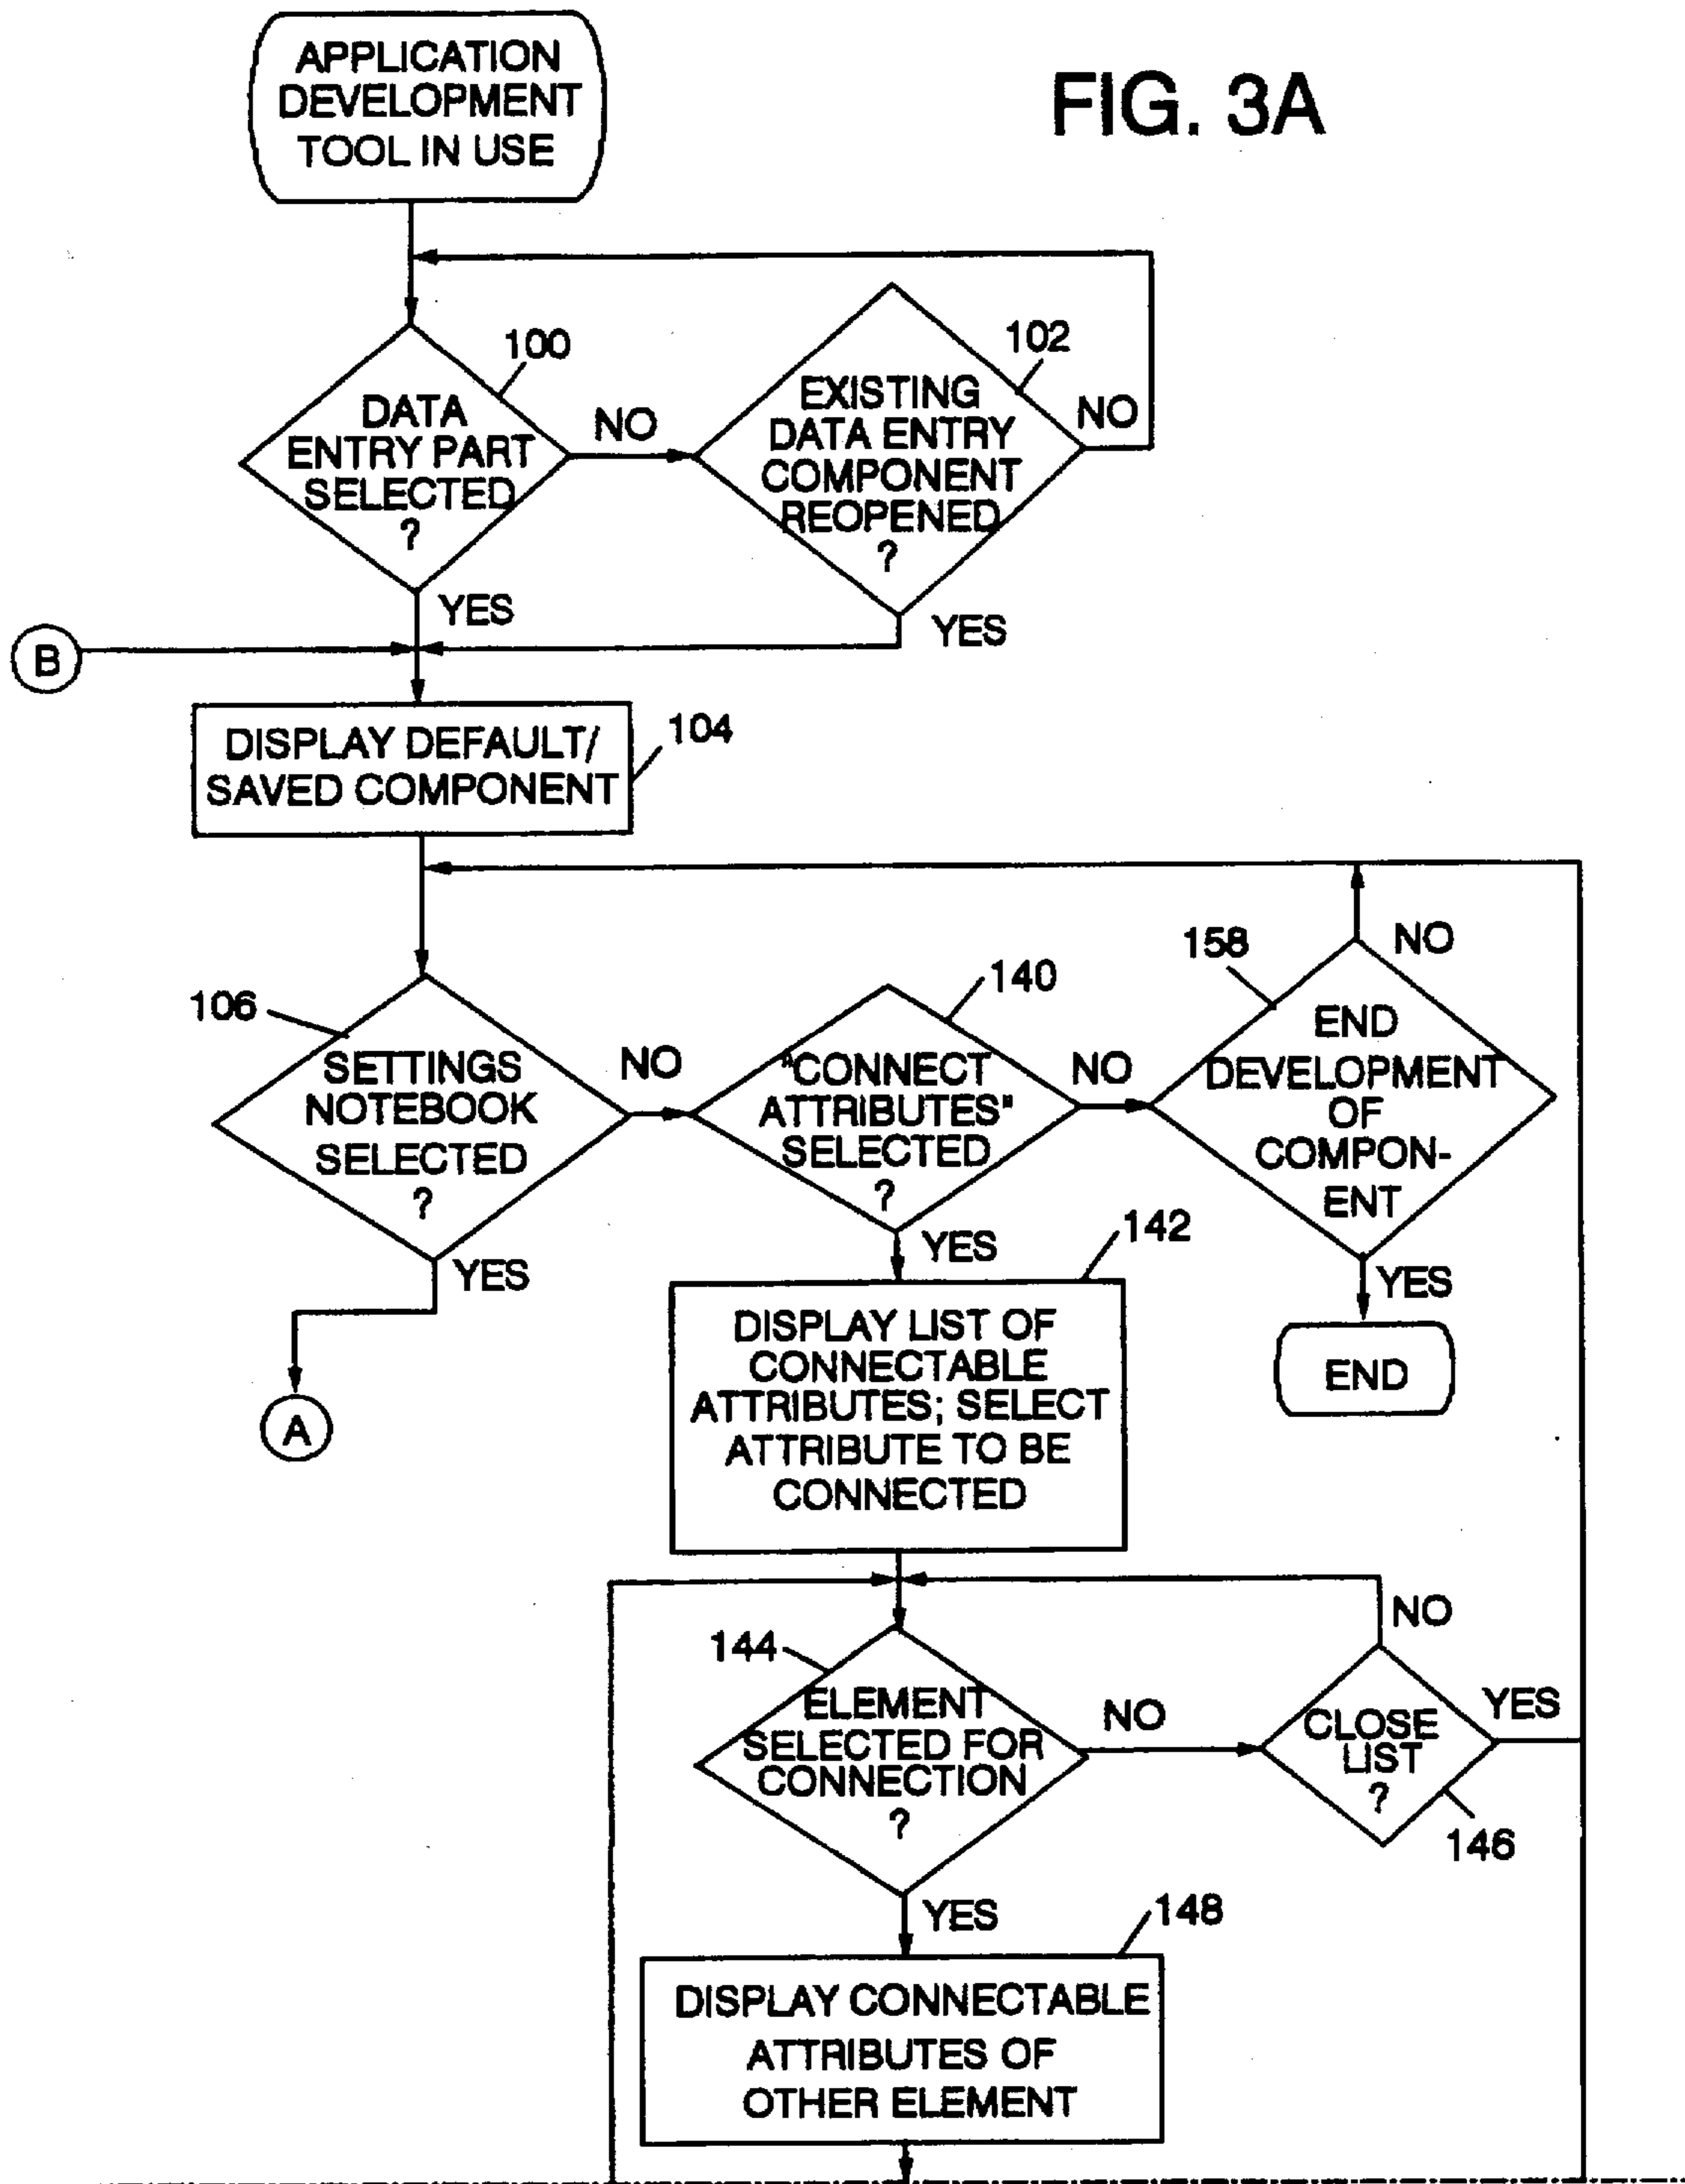 APPLICATION
DEVELOPMENT
TOOL IN USE
FIG. 3A
100
DATA
ENTRY PART
SELECTED
?
NO
102
EXISTING
DATA ENTRY
COMPONENT
REOPENED
?
NO
YES
YES
B
DISPLAY DEFAULT/
SAVED COMPONENT
104
106
SETTINGS
NOTEBOOK
SELECTED
?
NO
YES
A
140
"CONNECT
ATTRIBUTES"
SELECTED
?
NO
YES
158
END
DEVELOPMENT
OF
COMPON-
ENT
NO
YES
END
142
DISPLAY LIST OF
CONNECTABLE
ATTRIBUTES; SELECT
ATTRIBUTE TO BE
CONNECTED
144
ELEMENT
SELECTED FOR
CONNECTION
?
NO
YES
CLOSE
LIST
?
NO
YES
146
148
DISPLAY CONNECTABLE
ATTRIBUTES OF
OTHER ELEMENT